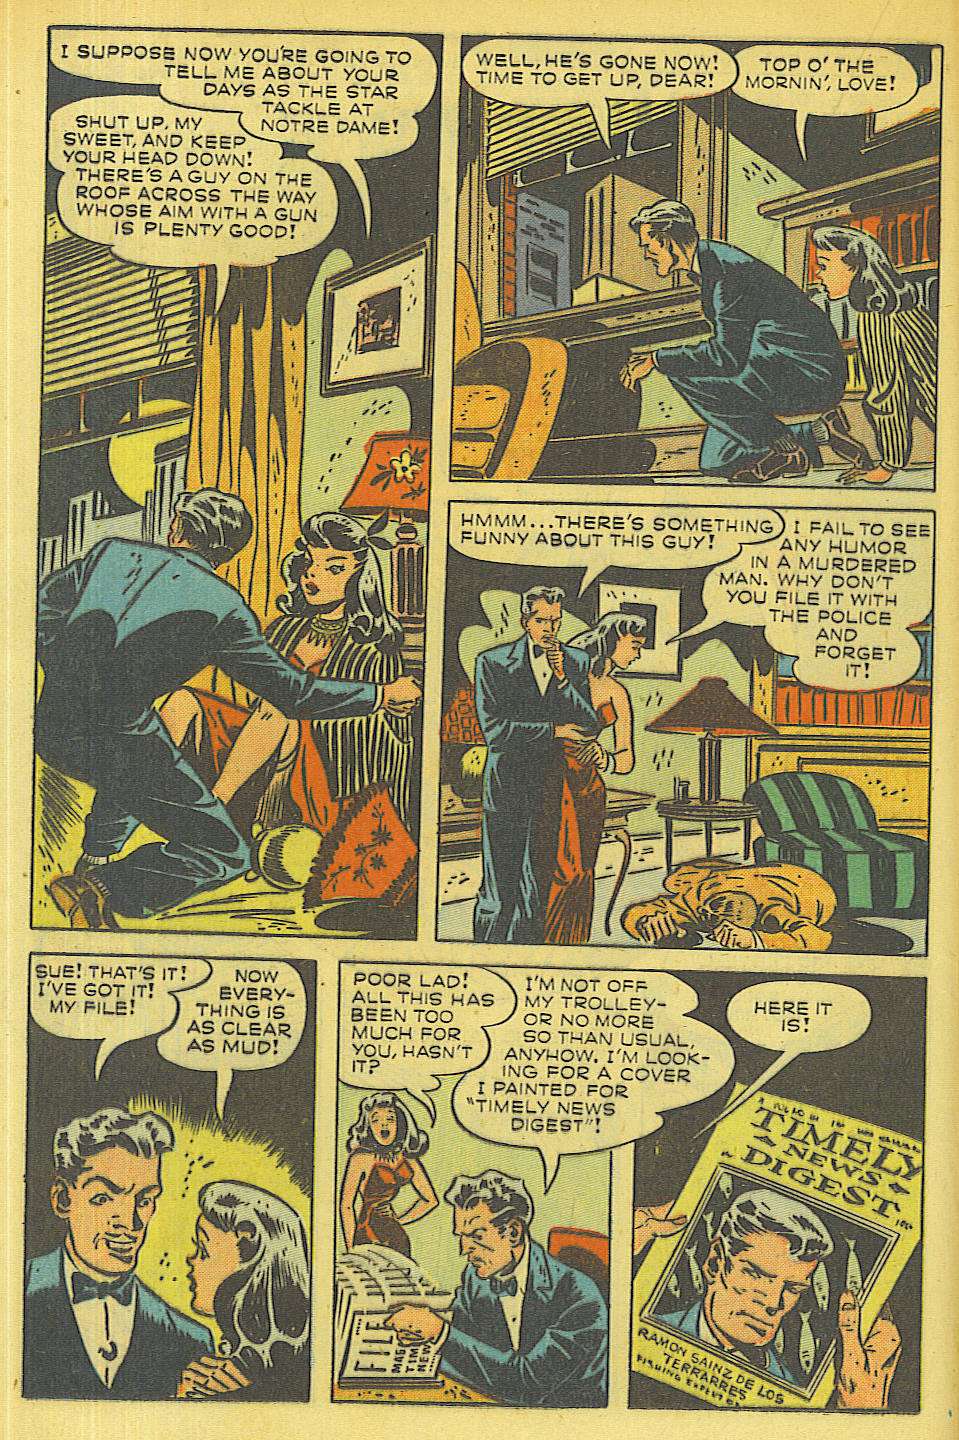 I SUPPOSE NOW YOU'RE GOING TO
TELL ME ABOUT YOUR
DAYS AS THE STAR
TACKLE AT
NOTRE DAME!
SHUT UP, MY
SWEET, AND KEEP
YOUR HEAD DOWN!
THERE'S A GUY ON THE
ROOF ACROSS THE WAY
WHOSE AIM WITH A GUN
IS PLENTY GOOD!
WELL, HE'S GONE NOW!
TIME TO GET UP, DEAR!
TOP O' THE
MORNIN', LOVE!
HMMM...THERE'S SOMETHING
FUNNY ABOUT THIS GUY!
I FAIL TO SEE
ANY HUMOR
IN A MURDERED
MAN. WHY DON'T
YOU FILE IT WITH
THE POLICE
AND
FORGET
IT!
SUE! THAT'S IT!
I'VE GOT IT!
MY FILE!
NOW
EVERY-
THING IS
AS CLEAR
AS MUD!
POOR LAD!
ALL THIS HAS
BEEN TOO
MUCH FOR
YOU, HASN'T
IT?
I'M NOT OFF
MY TROLLEY-
OR NO MORE
SO THAN USUAL,
ANYHOW. I'M LOOK-
ING FOR A COVER
I PAINTED FOR
"TIMELY NEWS
DIGEST"!
FILE
MAG
TIM
NEW
HERE IT
IS!
TIMELY
NEWS
DIGEST
RAMON SAINZ DE LOS
TERRARRES
FISHING EXPERT